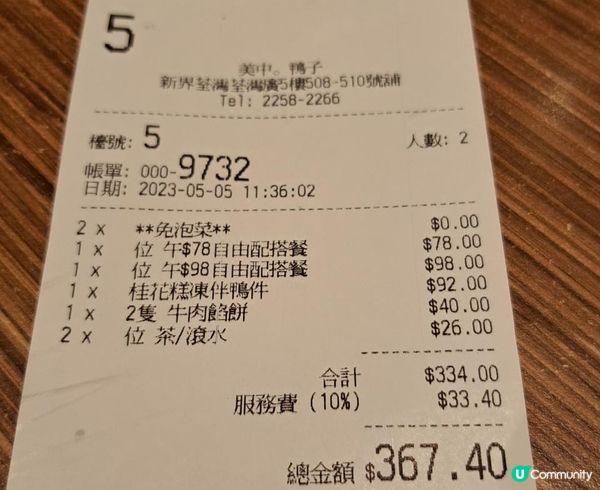 5
美中。鴨子
新界荃灣荃灣廣5樓508-510號舖
Tel: 2258-2266
檯號: 5 人數: 2
帳單: 000-9732
日期: 2023-05-05 11:36:02
2 x **免泡菜** $0.00
1 x 位 午$78自由配搭餐 $78.00
1 x 位 午$98自由配搭餐 $98.00
1 x 桂花糕凍伴鴨件 $92.00
1 x 2隻 牛肉餡餅 $40.00
2 x 位 茶/滾水 $26.00
合計 $334.00
服務費 (10%) $33.40
總金額 $367.40
U Community